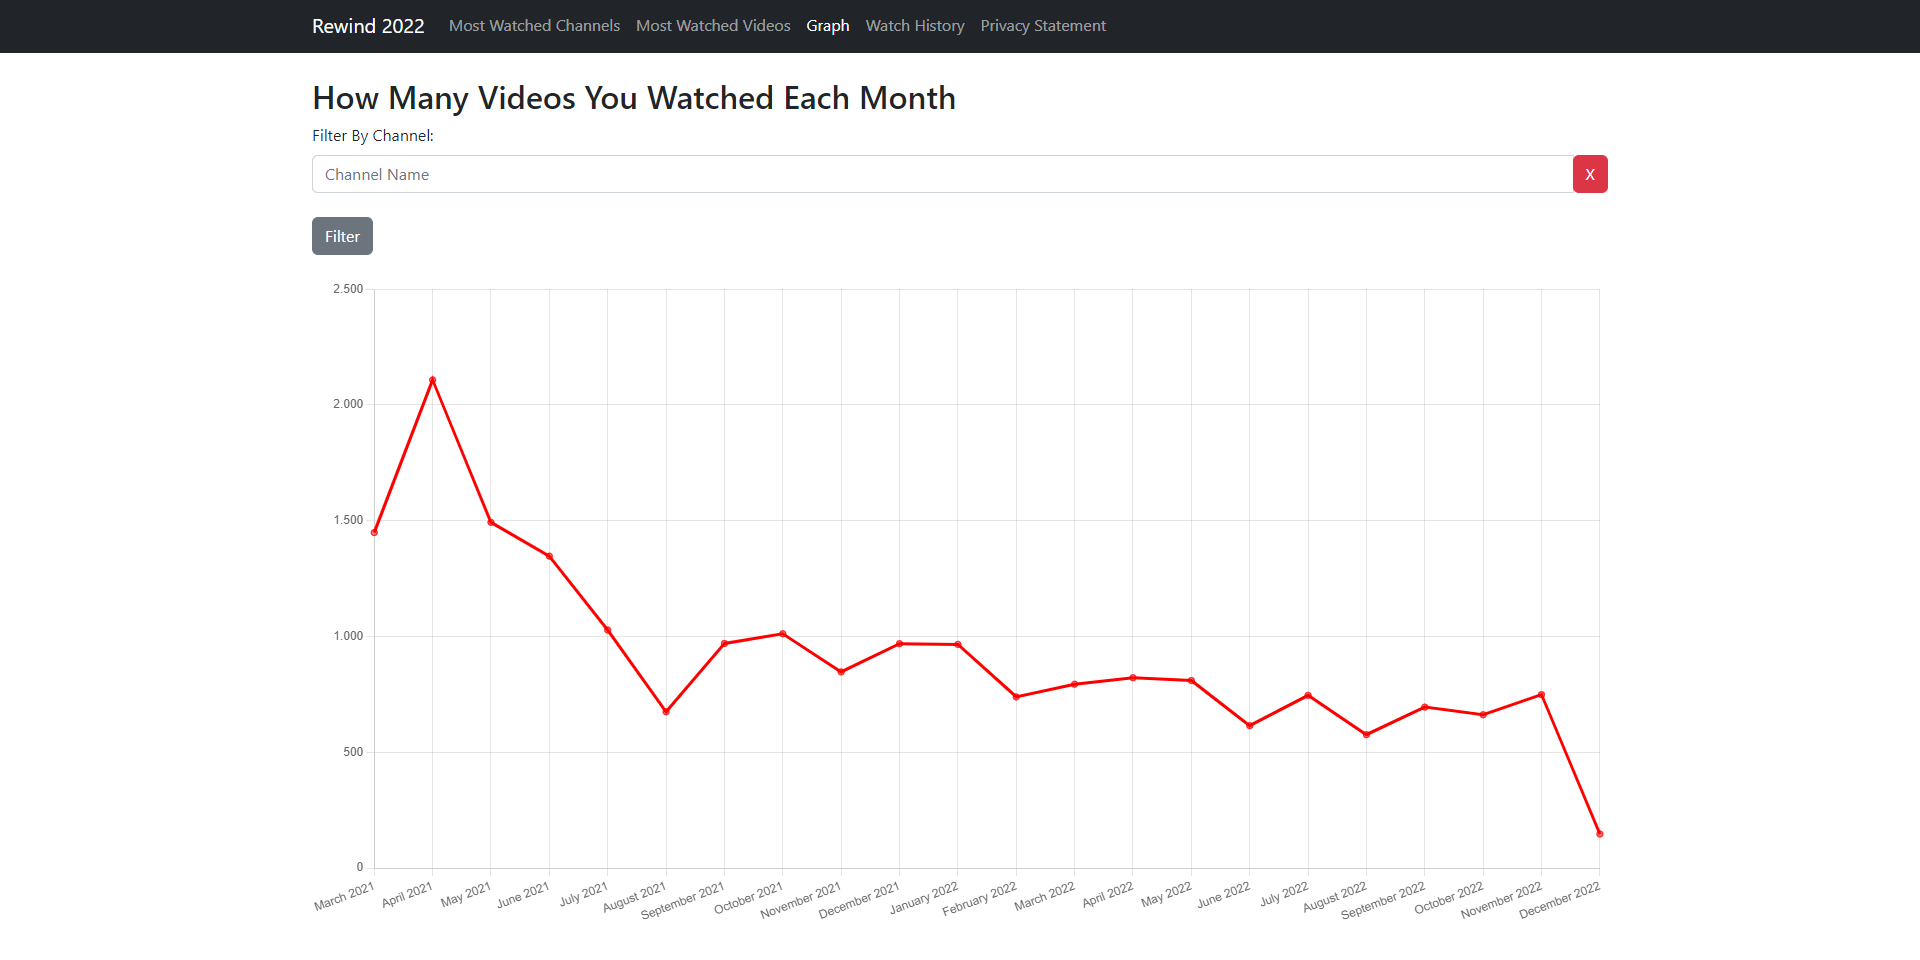 Rewind 2022 Most Watched Channels Most Watched Videos Graph Watch History Privacy Statement
How Many Videos You Watched Each Month
Filter By Channel:
Channel Name X
Filter
2.500
2.000
1.500
1.000
500
0
March 2021 April 2021 May 2021 June 2021 July 2021 August 2021 September 2021 October 2021 November 2021 December 2021 January 2022 February 2022 March 2022 April 2022 May 2022 June 2022 July 2022 August 2022 September 2022 October 2022 November 2022 December 2022